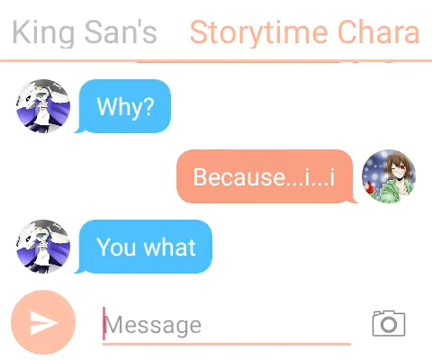 King San's Storytime Chara
Why?
Because...i...i
You what
Message